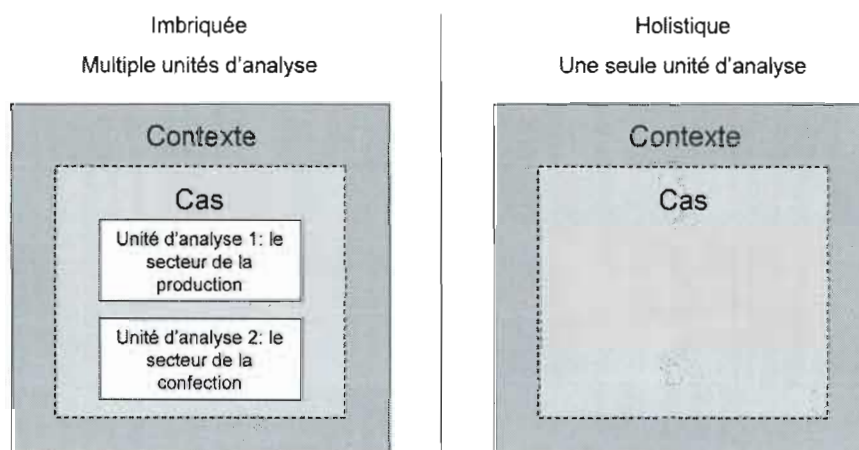 Imbriquée
Multiple unités d'analyse
Contexte
Cas
Unité d'analyse 1: le
secteur de la
production
Unité d'analyse 2: le
secteur de la
confection
Holistique
Une seule unité d'analyse
Contexte
Cas